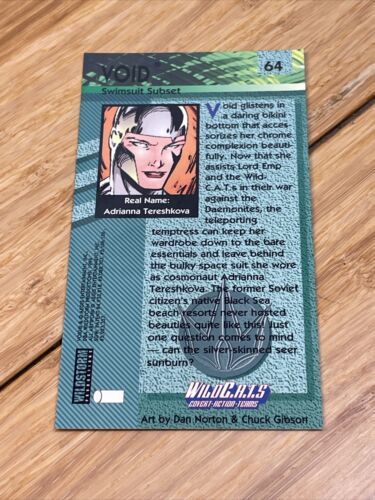 VOID
64
Swimsuit Subset
Void glistens in
a daring bikini
bottom that acces-
sorizes her chrome
complexion beauti-
fully. Now that she
assists Lord Emp
and the Wild-
C.A.T.s in their war
against the
Daemonites, the
teleporting
temptress can keep her
wardrobe down to the bare
essentials and leave behind
the bulky space suit she wore
as cosmonaut Adrianna
Tereshkova. The former Soviet
citizen's native Black Sea
beach resorts never hosted
beauties quite like this! Just
one question comes to mind
— can the silver-skinned seer
sunburn?
Real Name:
Adrianna Tereshkova
WILDSTORM
WILDC.A.T.S
COVERT-ACTION-TEAMS
Art by Dan Norton & Chuck Gibson